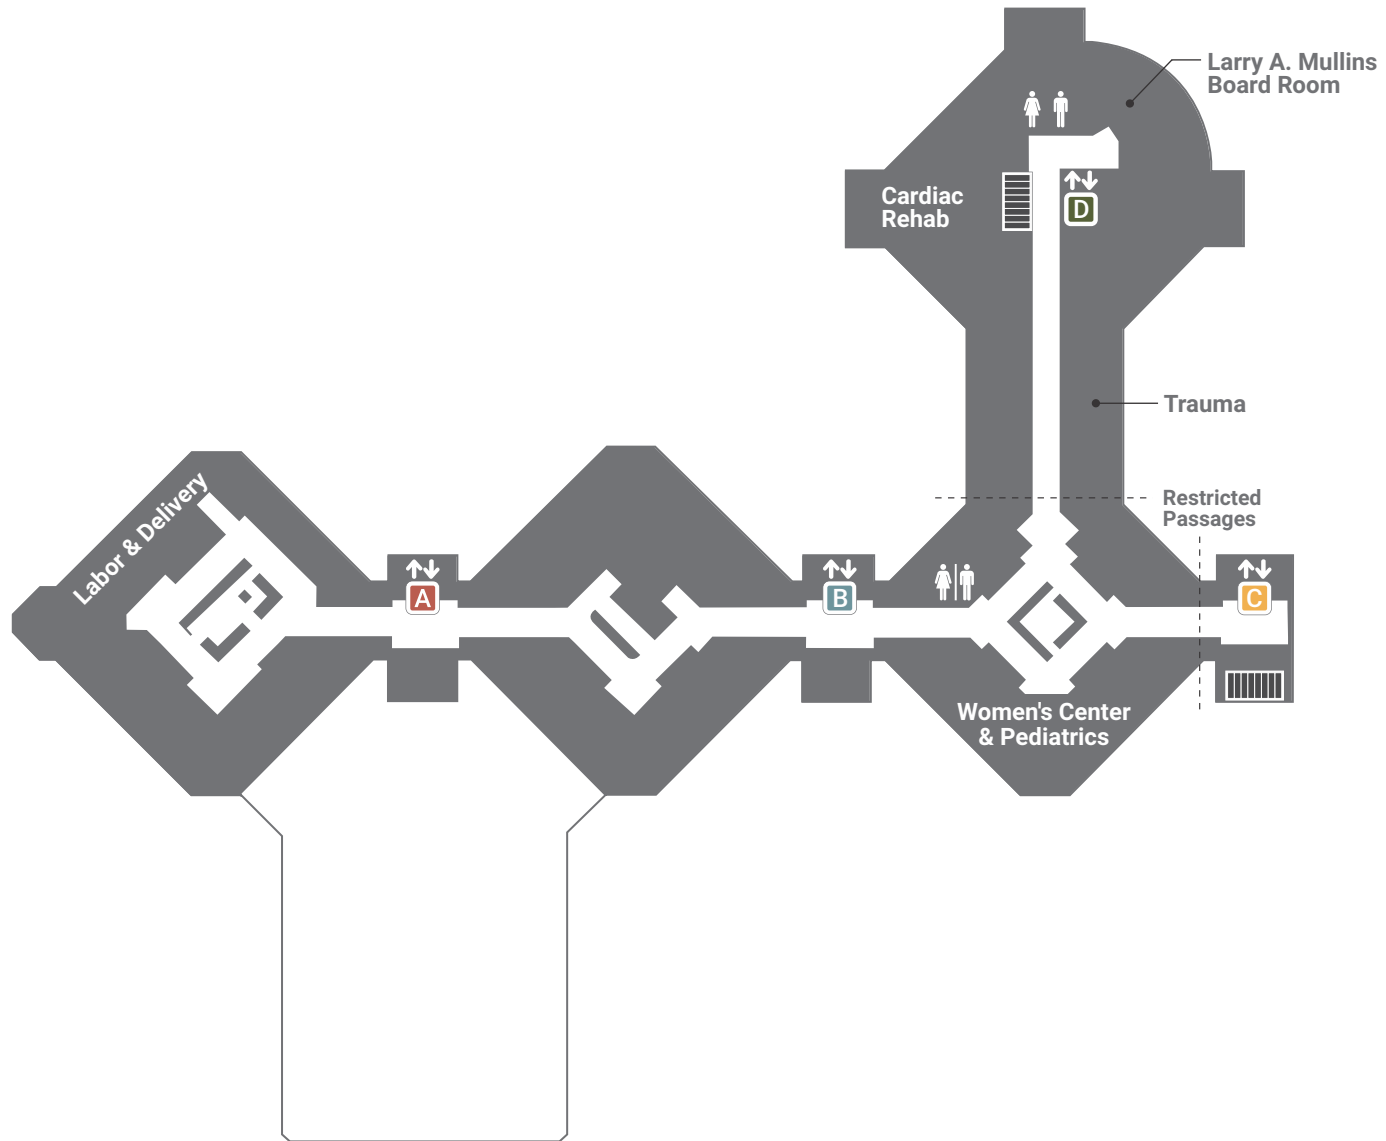 Larry A. Mullins
Board Room
Cardiac
Rehab
D
Trauma
Labor & Delivery
Restricted
Passages
A
B
C
Women's Center
& Pediatrics